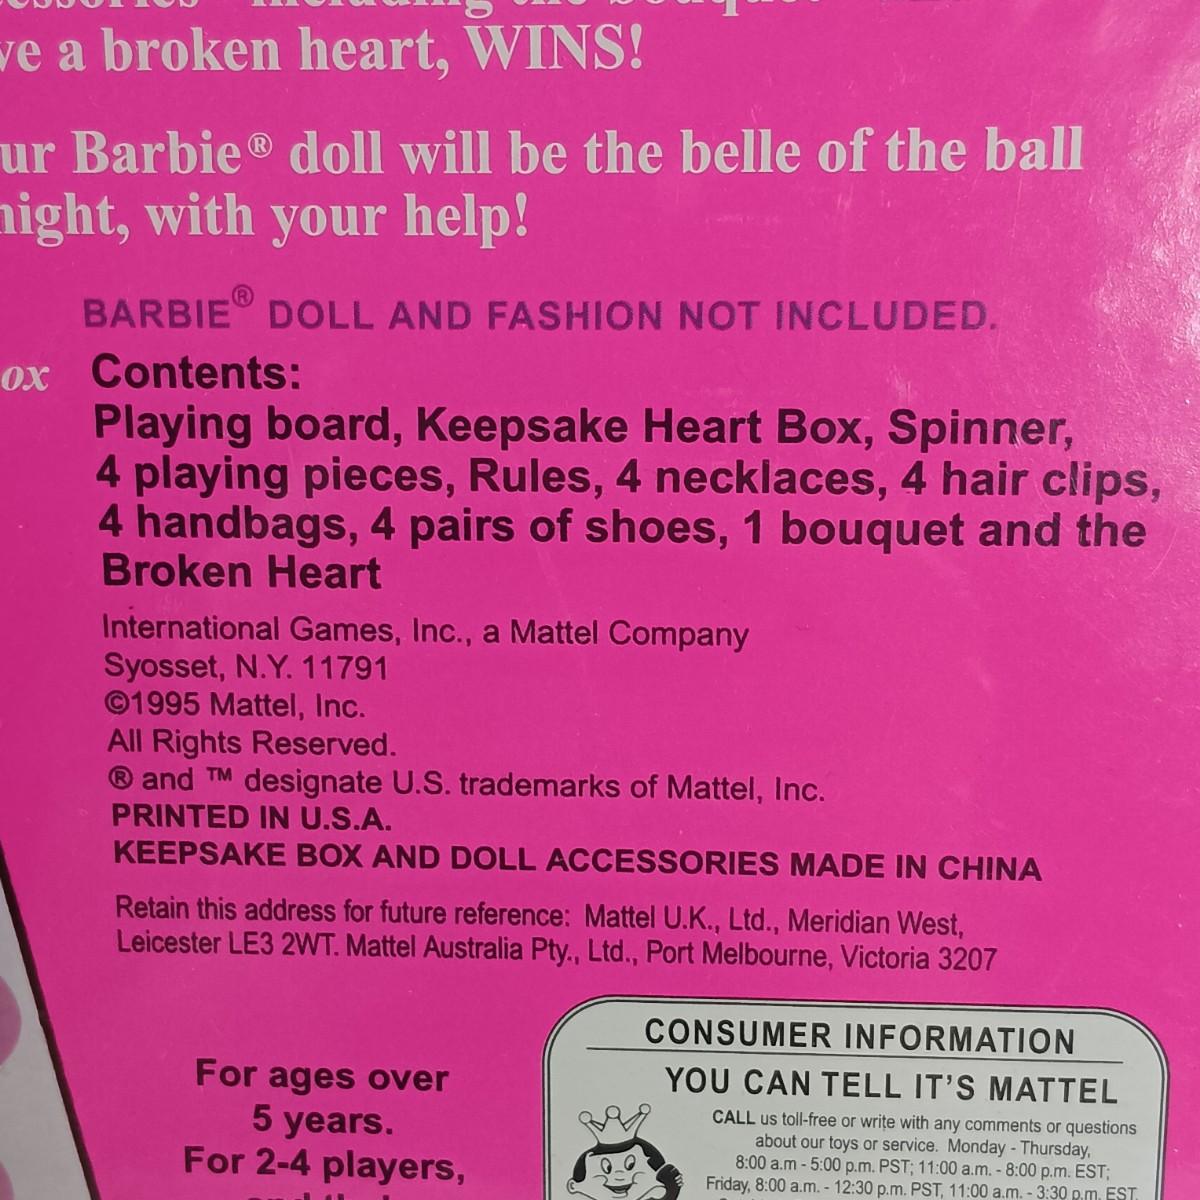 including the bouquet
ve a broken heart, WINS!
ur Barbie® doll will be the belle of the ball
night, with your help!
BARBIE® DOLL AND FASHION NOT INCLUDED.
ox
Contents:
Playing board, Keepsake Heart Box, Spinner,
4 playing pieces, Rules, 4 necklaces, 4 hair clips,
4 handbags, 4 pairs of shoes, 1 bouquet and the
Broken Heart
International Games, Inc., a Mattel Company
Syosset, N.Y. 11791
©1995 Mattel, Inc.
All Rights Reserved.
® and ™ designate U.S. trademarks of Mattel, Inc.
PRINTED IN U.S.A.
KEEPSAKE BOX AND DOLL ACCESSORIES MADE IN CHINA
Retain this address for future reference: Mattel U.K., Ltd., Meridian West,
Leicester LE3 2WT. Mattel Australia Pty., Ltd., Port Melbourne, Victoria 3207
For ages over
5 years.
For 2-4 players,
CONSUMER INFORMATION
YOU CAN TELL IT'S MATTEL
CALL us toll-free or write with any comments or questions
about our toys or service. Monday - Thursday,
8:00 a.m - 5:00 p.m. PST; 11:00 a.m. - 8:00 p.m. EST;
Friday, 8:00 a.m. - 12:30 p.m. PST, 11:00 a.m. - 3:30 p.m. EST